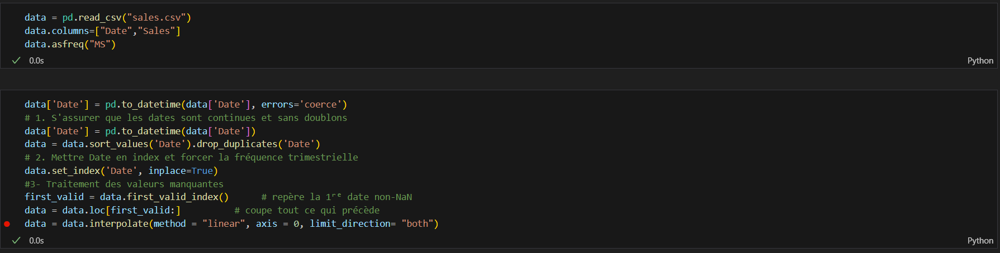 data = pd.read_csv("sales.csv")
data.columns=["Date","Sales"]
data.asfreq("MS")
0.0s
Python
data['Date'] = pd.to_datetime(data['Date'], errors='coerce')
# 1. S'assurer que les dates sont continues et sans doublons
data['Date'] = pd.to_datetime(data['Date'])
data = data.sort_values('Date').drop_duplicates('Date')
# 2. Mettre Date en index et forcer la fréquence trimestrielle
data.set_index('Date', inplace=True)
#3- Traitement des valeurs manquantes
first_valid = data.first_valid_index()      # repère la 1ʳᵉ date non-NaN
data = data.loc[first_valid:]          # coupe tout ce qui précède
data = data.interpolate(method = "linear", axis = 0, limit_direction= "both")
0.0s
Python